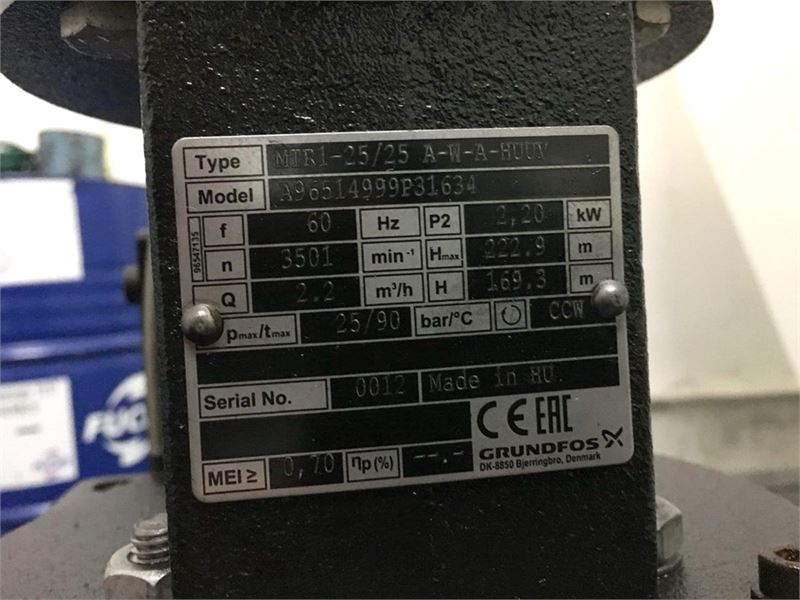 Type MTR1-25/25 A-W-A-HUUV
Model A96514999P31634
96547135
f 60 Hz P2 2,20 kW
n 3501 min⁻¹ Hmax 222.9 m
Q 2.2 m³/h H 169.3 m
pmax/tmax 25/90 bar/°C CCW
Serial No. 0012 Made in HU
CE EAC
GRUNDFOS X
DK-8850 Bjerringbro, Denmark
MEI ≥ 0,70 ηp(%) --.-
FUC